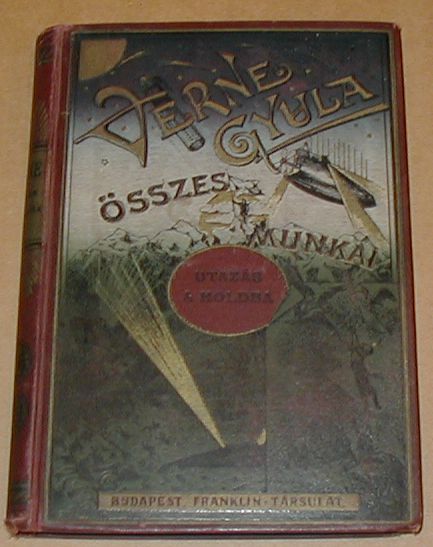 VERNE
GYULA
ÖSSZES
MUNKÁI
UTAZÁS
A HOLDBA
BUDAPEST FRANKLIN-TÁRSULAT